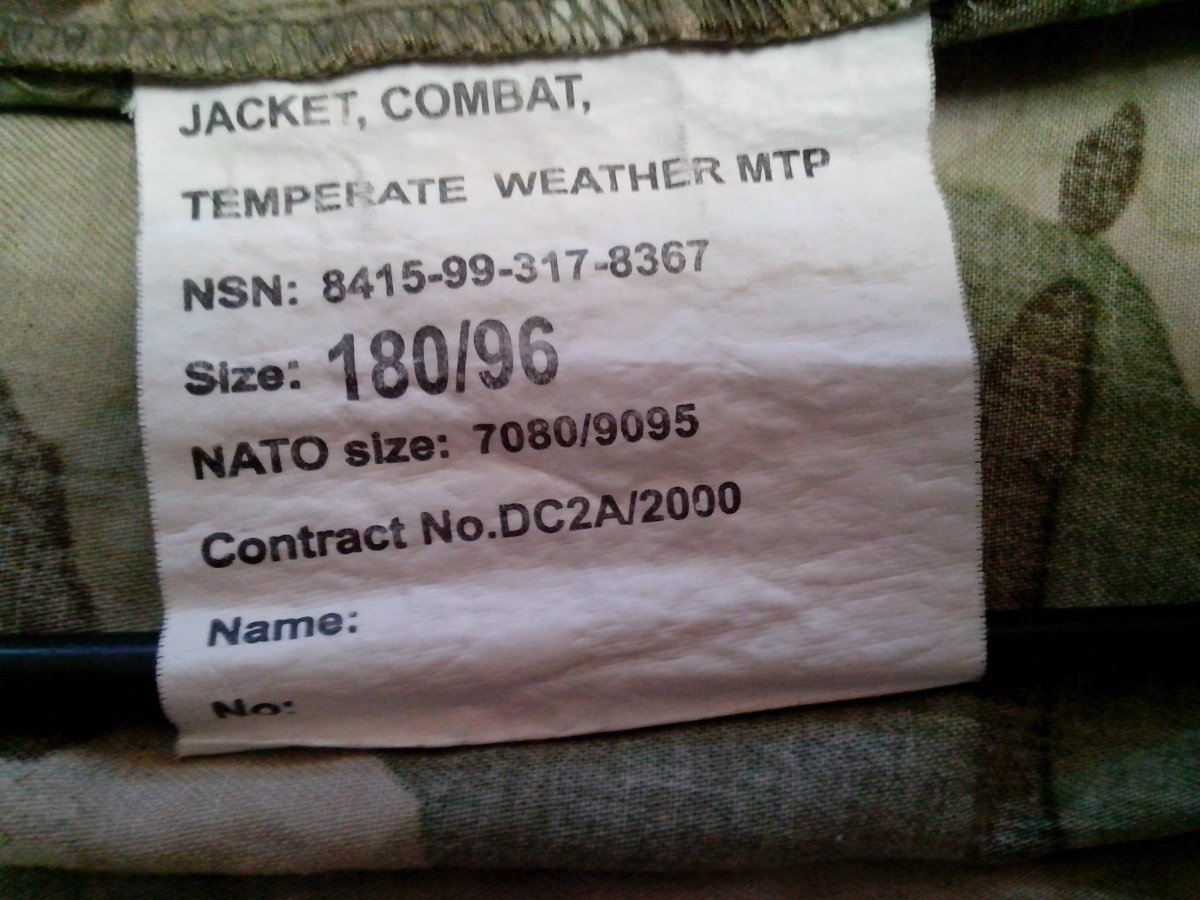 JACKET, COMBAT,
TEMPERATE WEATHER MTP
NSN: 8415-99-317-8367
Size: 180/96
NATO size: 7080/9095
Contract No.DC2A/2000
Name:
No: